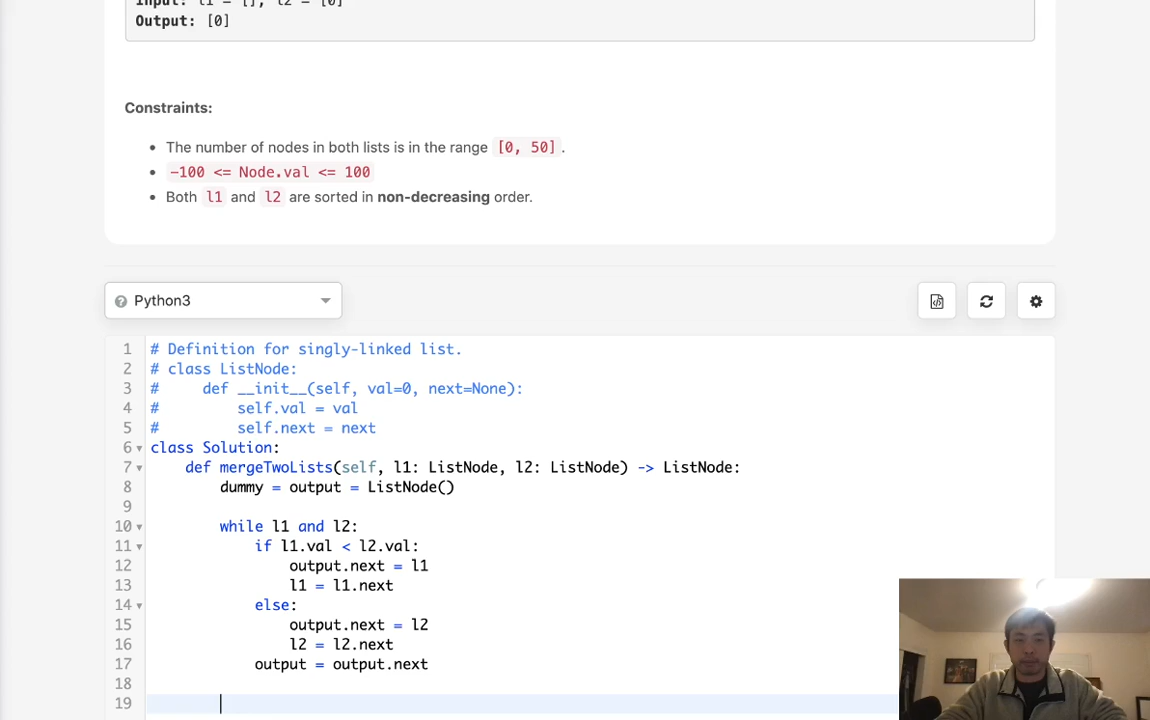 Input: l1 = [], l2 = [0]
Output: [0]
Constraints:
• The number of nodes in both lists is in the range [0, 50].
• -100 <= Node.val <= 100
• Both l1 and l2 are sorted in non-decreasing order.
Python3
1 # Definition for singly-linked list.
2 # class ListNode:
3 #     def __init__(self, val=0, next=None):
4 #         self.val = val
5 #         self.next = next
6 class Solution:
7     def mergeTwoLists(self, l1: ListNode, l2: ListNode) -> ListNode:
8         dummy = output = ListNode()
9
10         while l1 and l2:
11             if l1.val < l2.val:
12                 output.next = l1
13                 l1 = l1.next
14             else:
15                 output.next = l2
16                 l2 = l2.next
17             output = output.next
18
19